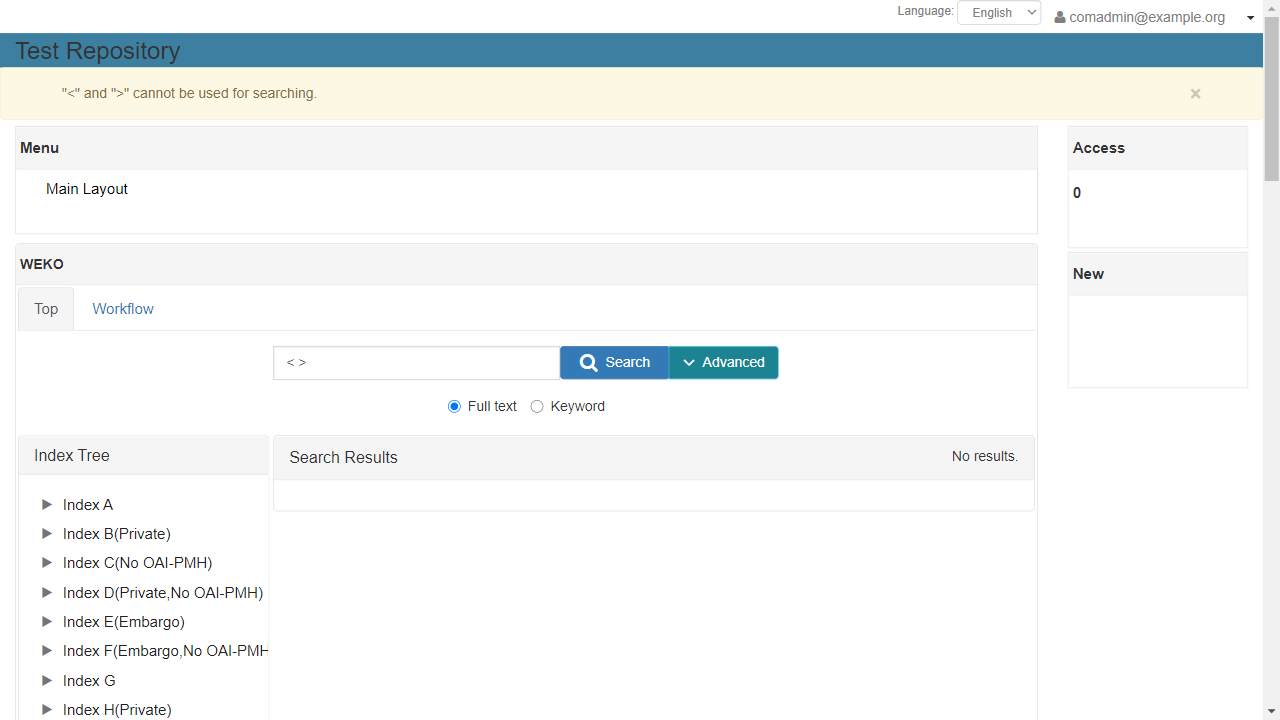 Language: English comadmin@example.org
Test Repository
"<" and ">" cannot be used for searching. ×
Menu
Main Layout
Access
0
New
WEKO
Top Workflow
< > Search Advanced
Full text Keyword
Index Tree
Index A
Index B(Private)
Index C(No OAI-PMH)
Index D(Private,No OAI-PMH)
Index E(Embargo)
Index F(Embargo,No OAI-PMH
Index G
Index H(Private)
Search Results No results.